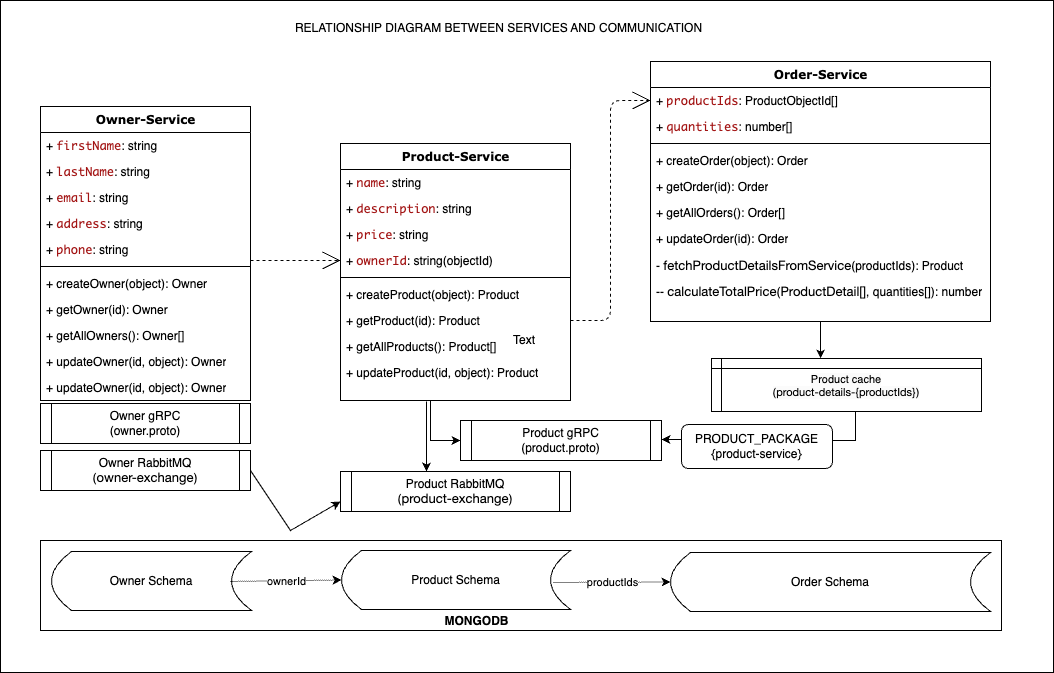 RELATIONSHIP DIAGRAM BETWEEN SERVICES AND COMMUNICATION
Owner-Service
+ firstName: string
+ lastName: string
+ email: string
+ address: string
+ phone: string
+ createOwner(object): Owner
+ getOwner(id): Owner
+ getAllOwners(): Owner[]
+ updateOwner(id, object): Owner
+ updateOwner(id, object): Owner
Owner gRPC
(owner.proto)
Owner RabbitMQ
(owner-exchange)
Product-Service
+ name: string
+ description: string
+ price: string
+ ownerId: string(objectId)
+ createProduct(object): Product
+ getProduct(id): Product
+ getAllProducts(): Product[]
+ updateProduct(id, object): Product
Text
Product gRPC
(product.proto)
Product RabbitMQ
(product-exchange)
Order-Service
+ productIds: ProductObjectId[]
+ quantities: number[]
+ createOrder(object): Order
+ getOrder(id): Order
+ getAllOrders(): Order[]
+ updateOrder(id): Order
- fetchProductDetailsFromService(productIds): Product
-- calculateTotalPrice(ProductDetail[], quantities[]): number
Product cache
(product-details-{productIds})
PRODUCT_PACKAGE
{product-service}
Owner Schema
ownerId
Product Schema
productIds
Order Schema
MONGODB